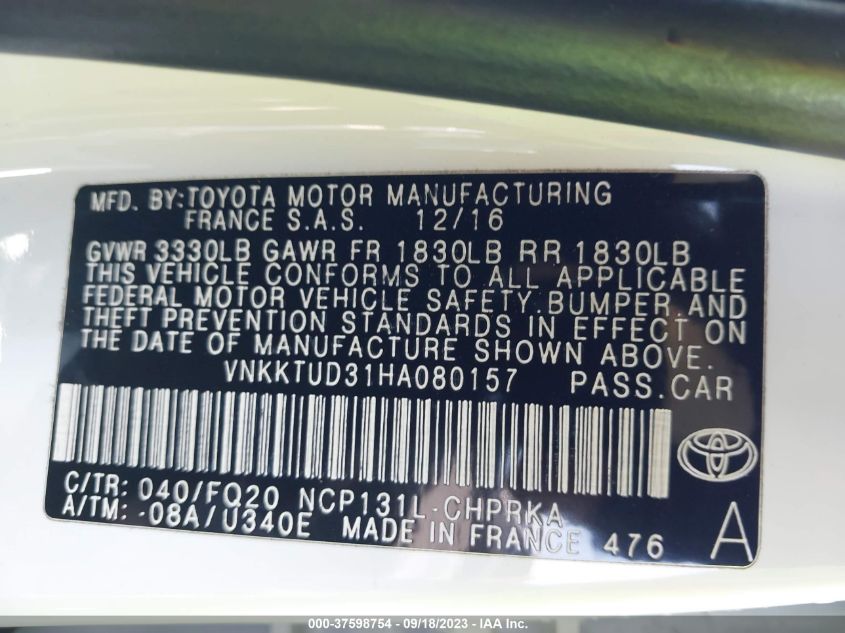 MFD. BY:TOYOTA MOTOR MANUFACTURING
FRANCE S.A.S. 12/16
GVWR 3330LB GAWR FR 1830LB RR 1830LB
THIS VEHICLE CONFORMS TO ALL APPLICABLE
FEDERAL MOTOR VEHICLE SAFETY.BUMPER.AND
THEFT PREVENTION STANDARDS IN EFFECT ON
THE DATE OF MANUFACTURE SHOWN ABOVE.
VNKKTUD31HA080157 PASS.CAR
C/TR: 040/FQ20 NCP131L-CHPRKA
A/TM: -08A/U340E MADE IN FRANCE 476 A
000-37598754 - 09/18/2023 - IAA Inc.